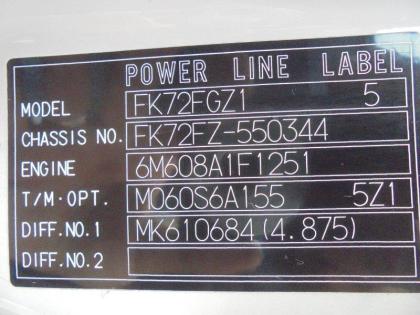 POWER LINE LABEL
MODEL FK72FGZ1 5
CHASSIS NO. FK72FZ-550344
ENGINE 6M608A1F1251
T/M·OPT. M060S6A155 5Z1
DIFF.NO.1 MK610684(4.875)
DIFF.NO.2